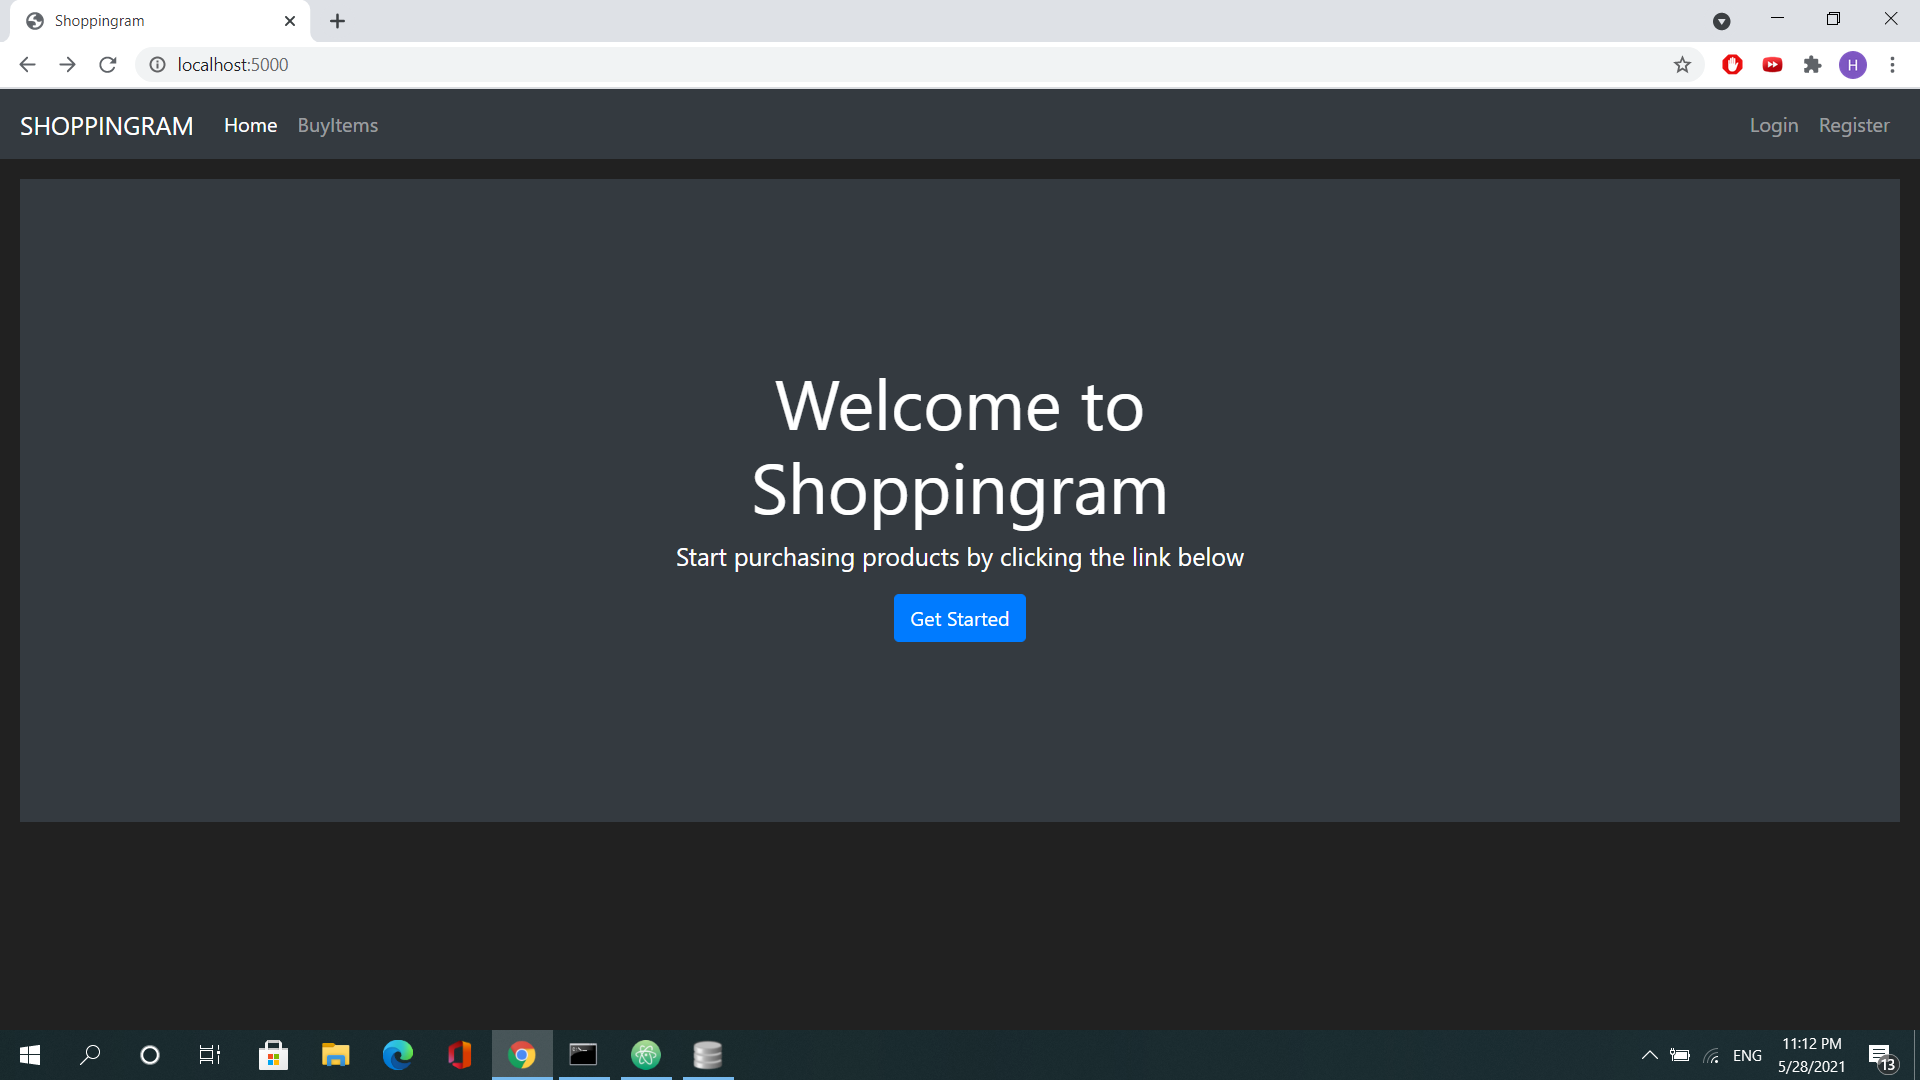 Shoppingram
localhost:5000
H
SHOPPINGRAM Home BuyItems Login Register
Welcome to
Shoppingram
Start purchasing products by clicking the link below
Get Started
ENG
11:12 PM
5/28/2021
13